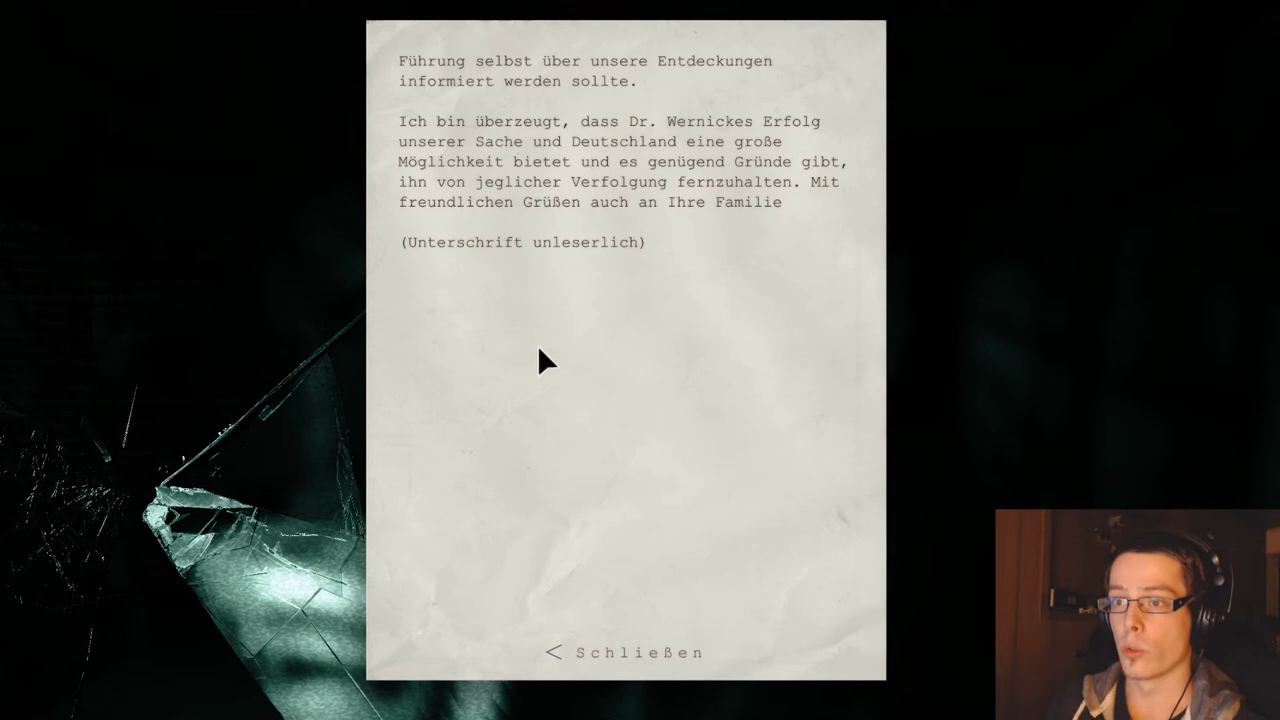 Führung selbst über unsere Entdeckungen
informiert werden sollte.
Ich bin überzeugt, dass Dr. Wernickes Erfolg
unserer Sache und Deutschland eine große
Möglichkeit bietet und es genügend Gründe gibt,
ihn von jeglicher Verfolgung fernzuhalten. Mit
freundlichen Grüßen auch an Ihre Familie
(Unterschrift unleserlich)
< Schließen